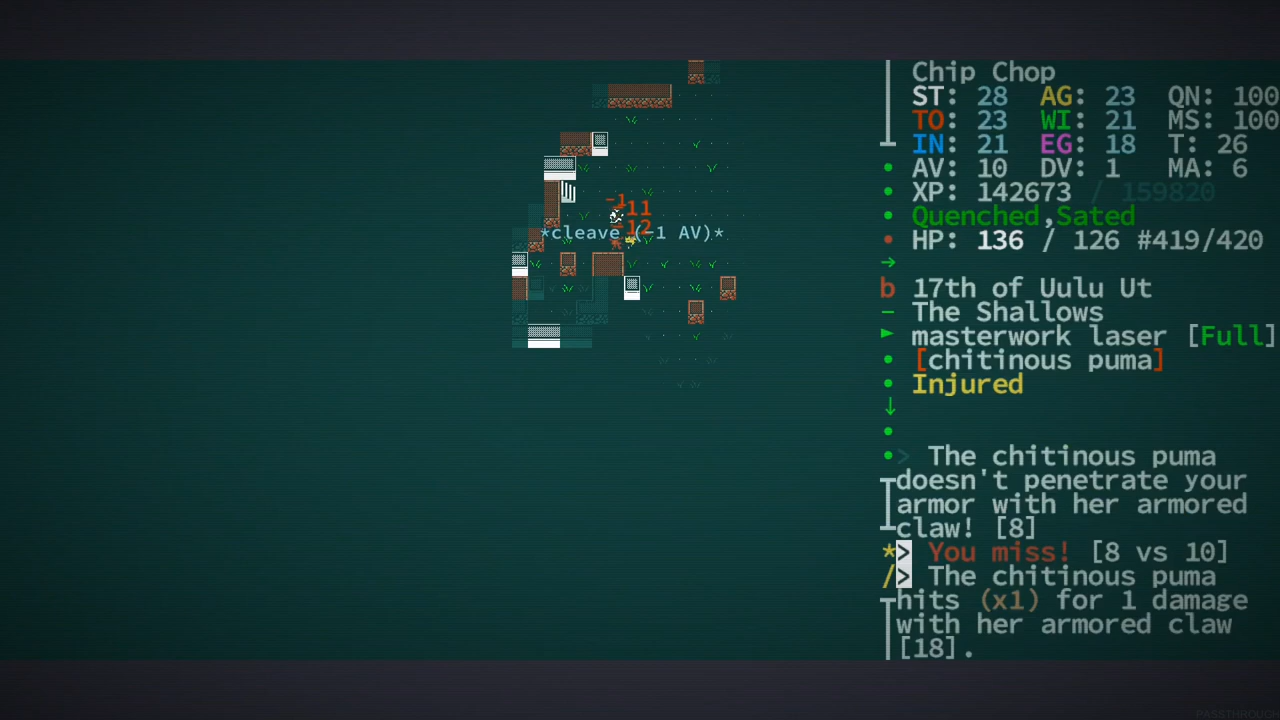 Chip Chop
ST: 28 AG: 23 QN: 100
TO: 23 WI: 21 MS: 100
IN: 21 EG: 18 T: 26
AV: 10 DV: 1 MA: 6
XP: 142673 / 159820
Quenched,Sated
HP: 136 / 126 #419/420
b 17th of Uulu Ut
The Shallows
masterwork laser [Full]
[chitinous puma]
Injured
-1
11
12
*cleave (-1 AV)*
> The chitinous puma
doesn't penetrate your
armor with her armored
claw! [8]
*> You miss! [8 vs 10]
/> The chitinous puma
hits (x1) for 1 damage
with her armored claw
[18].
PASSTHROUGH